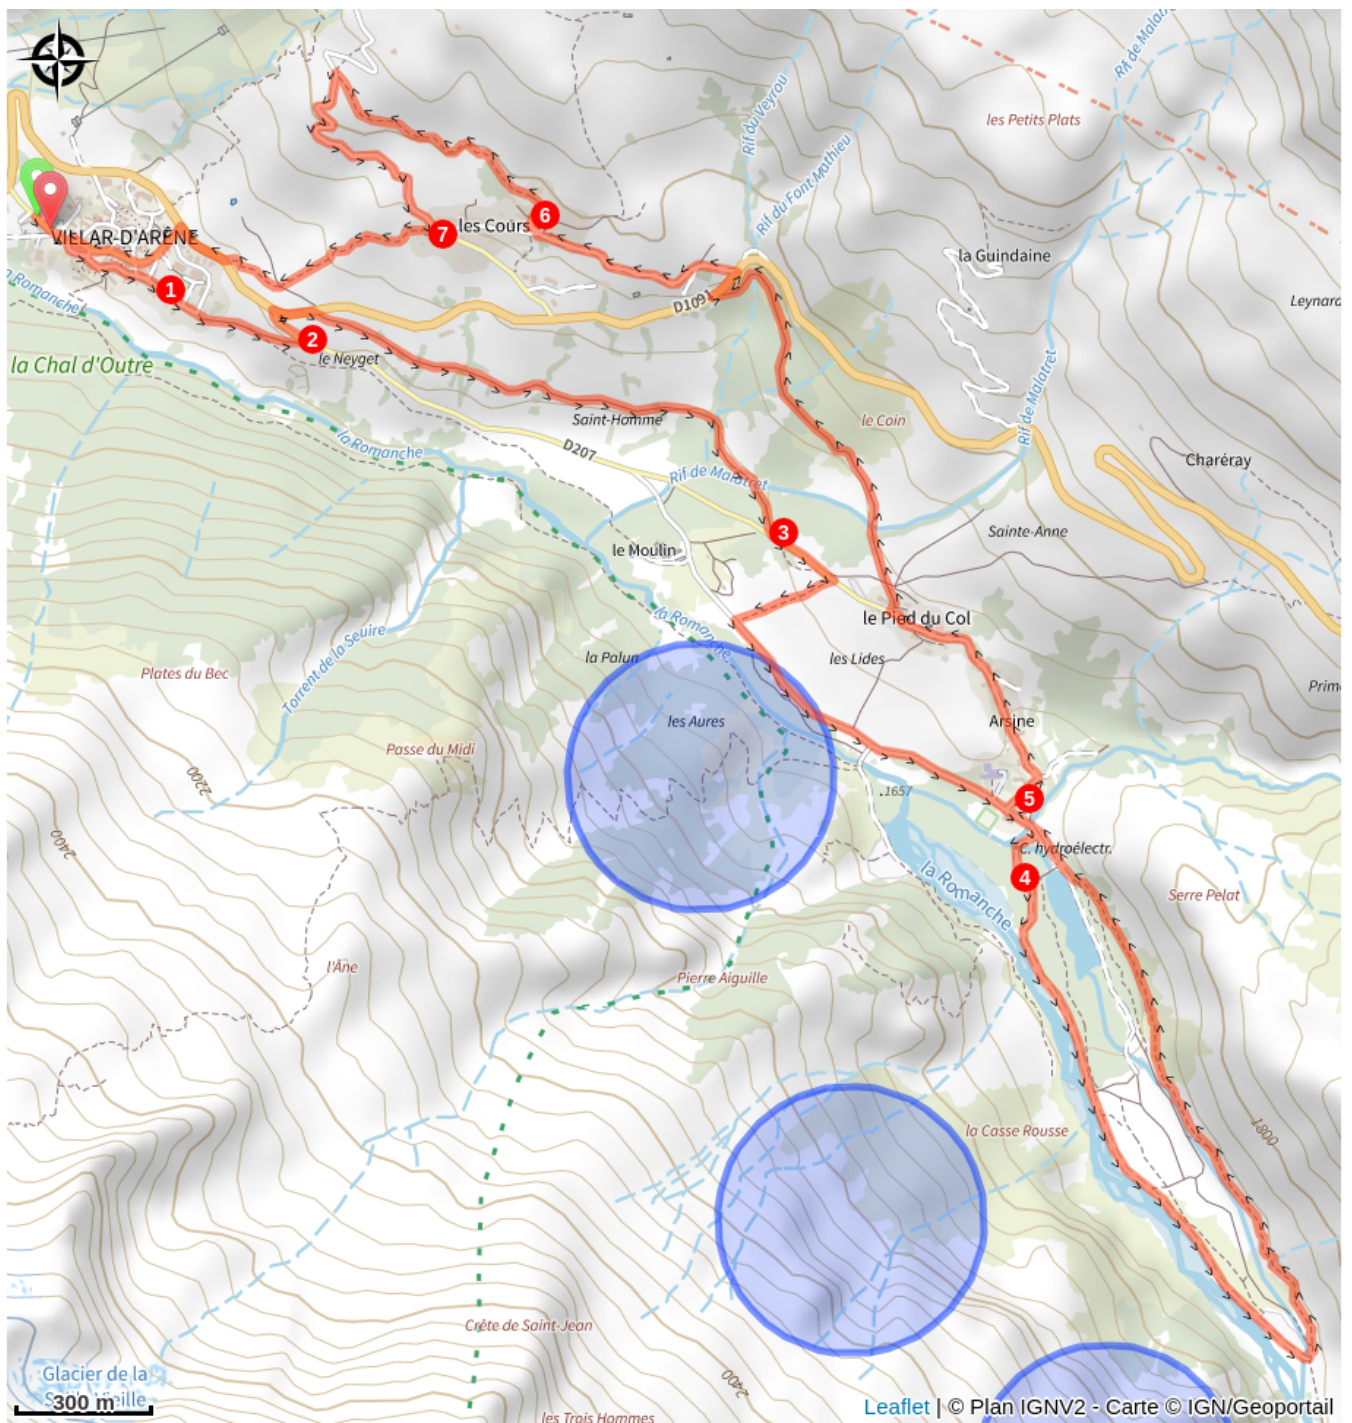 Rif de Malatret
Rif du Veyrou
les Petits Plats
Rif du Font Mathieu
6
7
les Cours
VILLAR-D'ARÈNE
la Guindaine
1
a Romanche
D1091
Leynard
2
le Neyget
la Chal d'Outre
Rif de Malatret
Saint-Homme
le Coin
la Romanche
D207
Charéray
Rif de Malatret
3
Sainte-Anne
le Moulin
la Romanche
le Pied du Col
Torrent de la Seuire
la Palun
les Lides
Plates du Bec
Prim
les Aures
Arsine
Passe du Midi
2200
.1657
5
2400
C. hydroélectr.
4
la Romanche
Serre Pelat
l'Âne
Pierre Aiguille
la Casse Rousse
1800
Crête de Saint-Jean
Glacier de la
2400
300 m
les Trois Hommes
Leaflet | © Plan IGNV2 - Carte © IGN/Geoportail